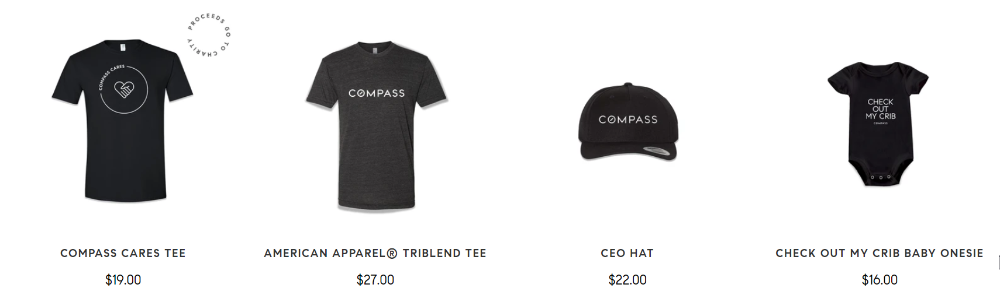 PROCEEDS GO TO CHARITY
COMPASS CARES
COMPASS
COMPASS
CHECK
OUT
MY CRIB
COMPASS
COMPASS CARES TEE
$19.00
AMERICAN APPAREL® TRIBLEND TEE
$27.00
CEO HAT
$22.00
CHECK OUT MY CRIB BABY ONESIE
$16.00